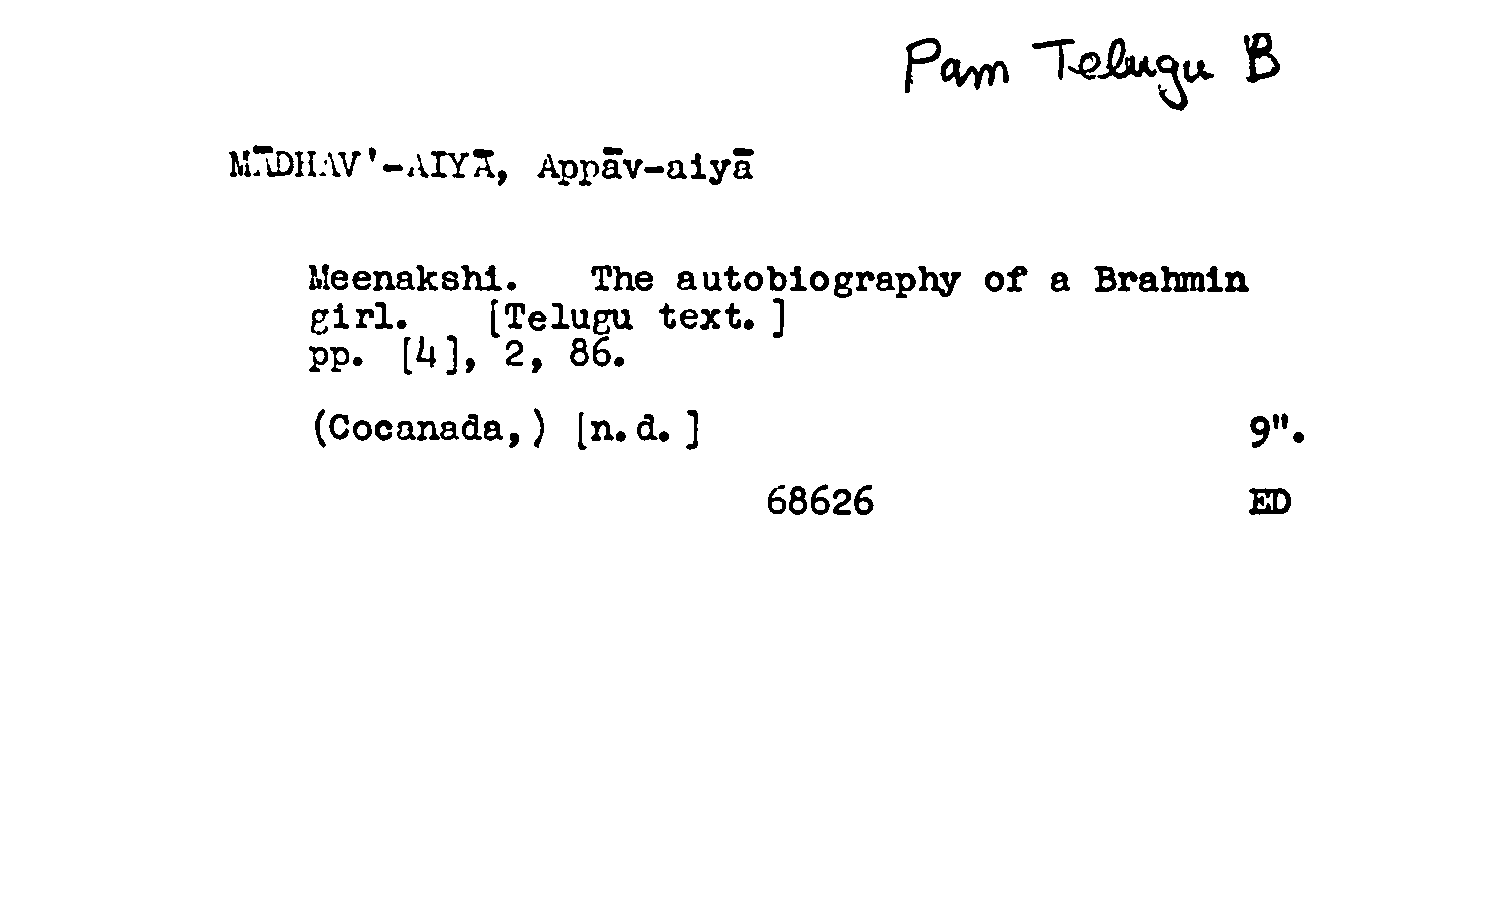 Pam Telugu B
MĀDHAV'-AIYĀ, Appāv-aiyā
Meenakshi. The autobiography of a Brahmin
girl. [Telugu text.]
pp. [4], 2, 86.
(Cocanada,) [n.d.] 9".
68626 ED